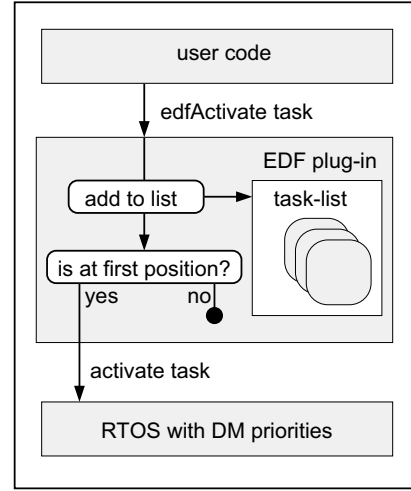 user code
edfActivate task
EDF plug-in
add to list
task-list
is at first position?
yes
no
activate task
RTOS with DM priorities